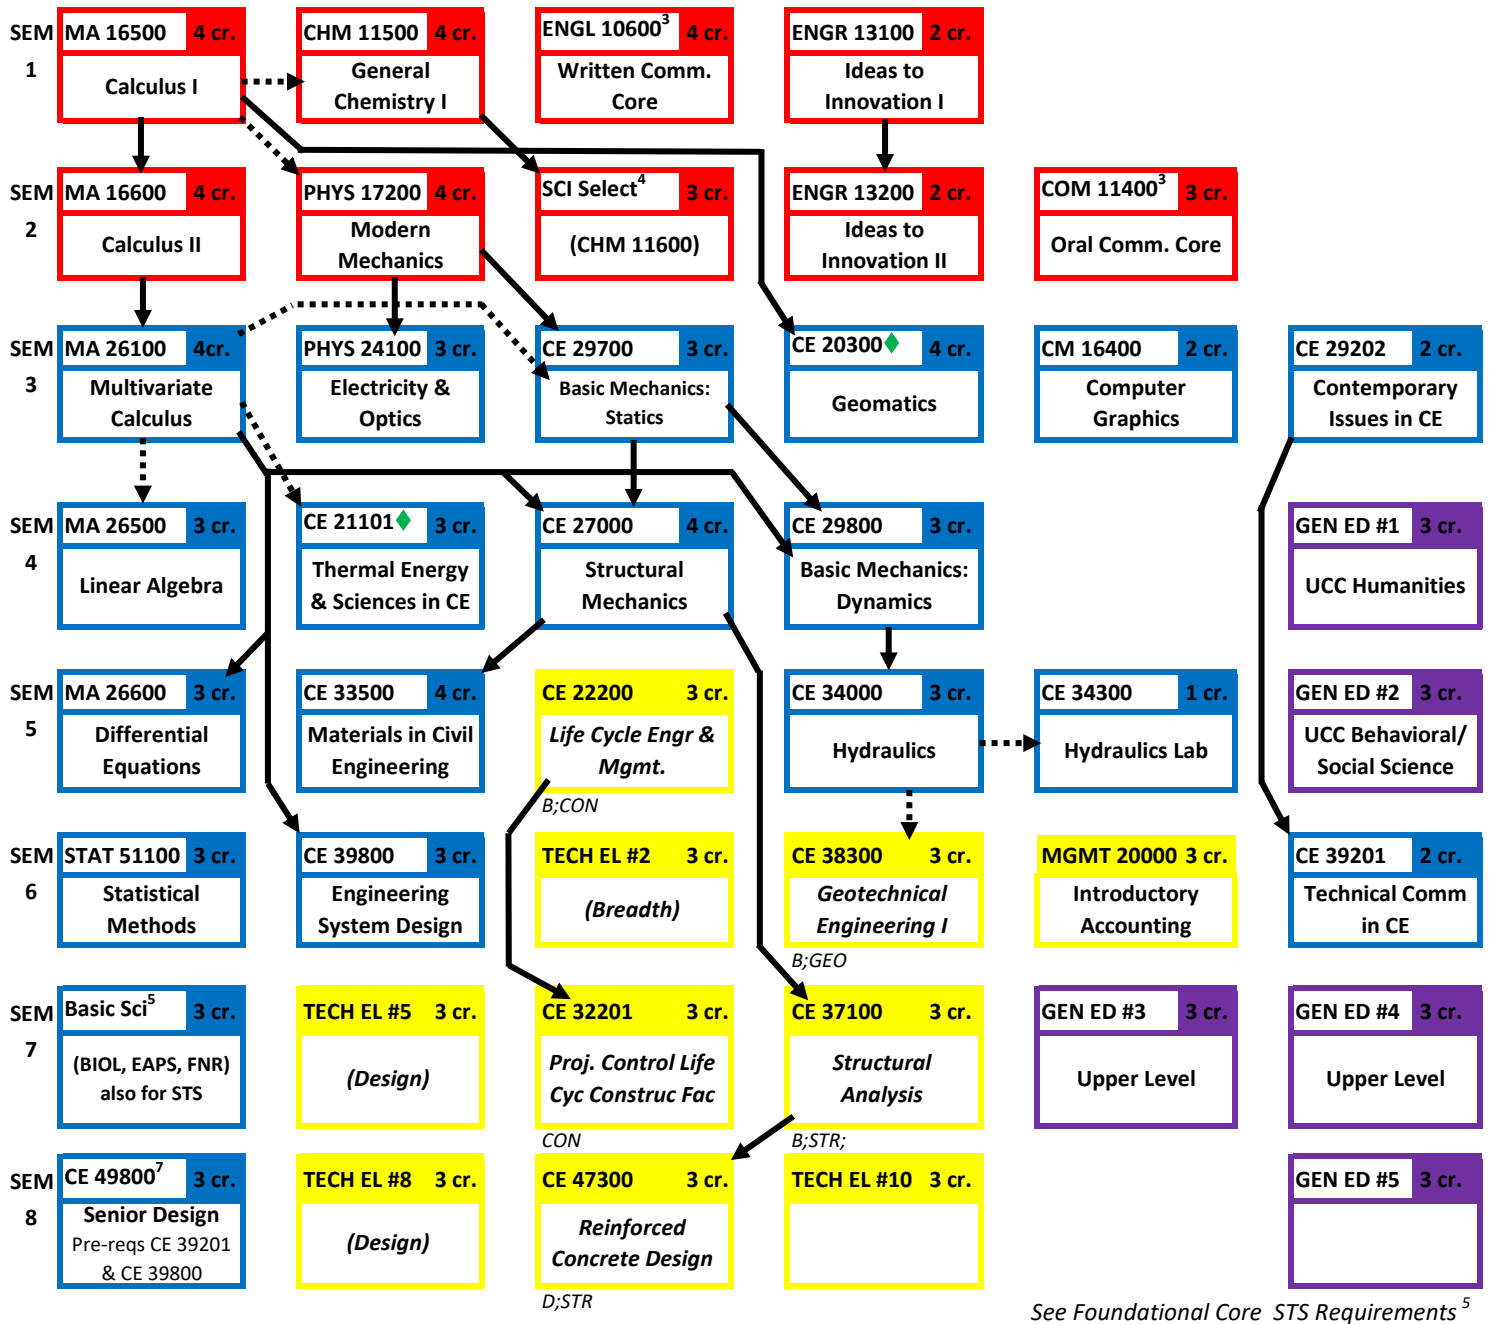 SEM 1
MA 16500 4 cr.
Calculus I
CHM 11500 4 cr.
General
Chemistry I
ENGL 10600³ 4 cr.
Written Comm.
Core
ENGR 13100 2 cr.
Ideas to
Innovation I
SEM 2
MA 16600 4 cr.
Calculus II
PHYS 17200 4 cr.
Modern
Mechanics
SCI Select⁴ 3 cr.
(CHM 11600)
ENGR 13200 2 cr.
Ideas to
Innovation II
COM 11400³ 3 cr.
Oral Comm. Core
SEM 3
MA 26100 4cr.
Multivariate
Calculus
PHYS 24100 3 cr.
Electricity &
Optics
CE 29700 3 cr.
Basic Mechanics:
Statics
CE 20300♦ 4 cr.
Geomatics
CM 16400 2 cr.
Computer
Graphics
CE 29202 2 cr.
Contemporary
Issues in CE
SEM 4
MA 26500 3 cr.
Linear Algebra
CE 21101♦ 3 cr.
Thermal Energy
& Sciences in CE
CE 27000 4 cr.
Structural
Mechanics
CE 29800 3 cr.
Basic Mechanics:
Dynamics
GEN ED #1 3 cr.
UCC Humanities
SEM 5
MA 26600 3 cr.
Differential
Equations
CE 33500 4 cr.
Materials in Civil
Engineering
CE 22200 3 cr.
Life Cycle Engr &
Mgmt.
B;CON
CE 34000 3 cr.
Hydraulics
CE 34300 1 cr.
Hydraulics Lab
GEN ED #2 3 cr.
UCC Behavioral/
Social Science
SEM 6
STAT 51100 3 cr.
Statistical
Methods
CE 39800 3 cr.
Engineering
System Design
TECH EL #2 3 cr.
(Breadth)
CE 38300 3 cr.
Geotechnical
Engineering I
B;GEO
MGMT 20000 3 cr.
Introductory
Accounting
CE 39201 2 cr.
Technical Comm
in CE
SEM 7
Basic Sci⁵ 3 cr.
(BIOL, EAPS, FNR)
also for STS
TECH EL #5 3 cr.
(Design)
CE 32201 3 cr.
Proj. Control Life
Cyc Construc Fac
CON
CE 37100 3 cr.
Structural
Analysis
B;STR;
GEN ED #3 3 cr.
Upper Level
GEN ED #4 3 cr.
Upper Level
SEM 8
CE 49800⁷ 3 cr.
Senior Design
Pre-reqs CE 39201
& CE 39800
TECH EL #8 3 cr.
(Design)
CE 47300 3 cr.
Reinforced
Concrete Design
D;STR
TECH EL #10 3 cr.
GEN ED #5 3 cr.
See Foundational Core STS Requirements ⁵